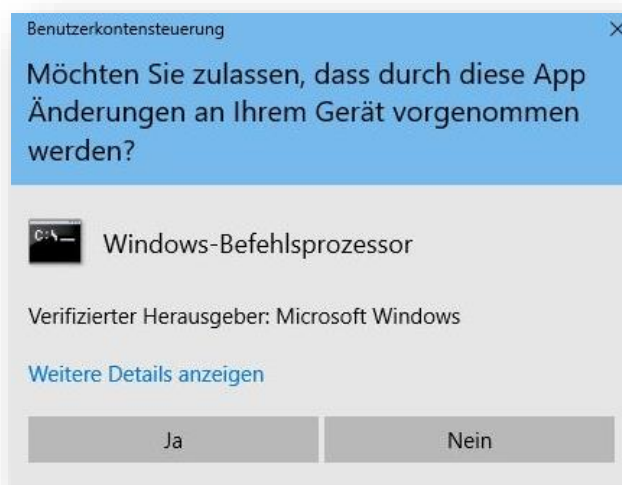 Benutzerkontensteuerung
Möchten Sie zulassen, dass durch diese App
Änderungen an Ihrem Gerät vorgenommen
werden?
C:\_
Windows-Befehlsprozessor
Verifizierter Herausgeber: Microsoft Windows
Weitere Details anzeigen
Ja
Nein